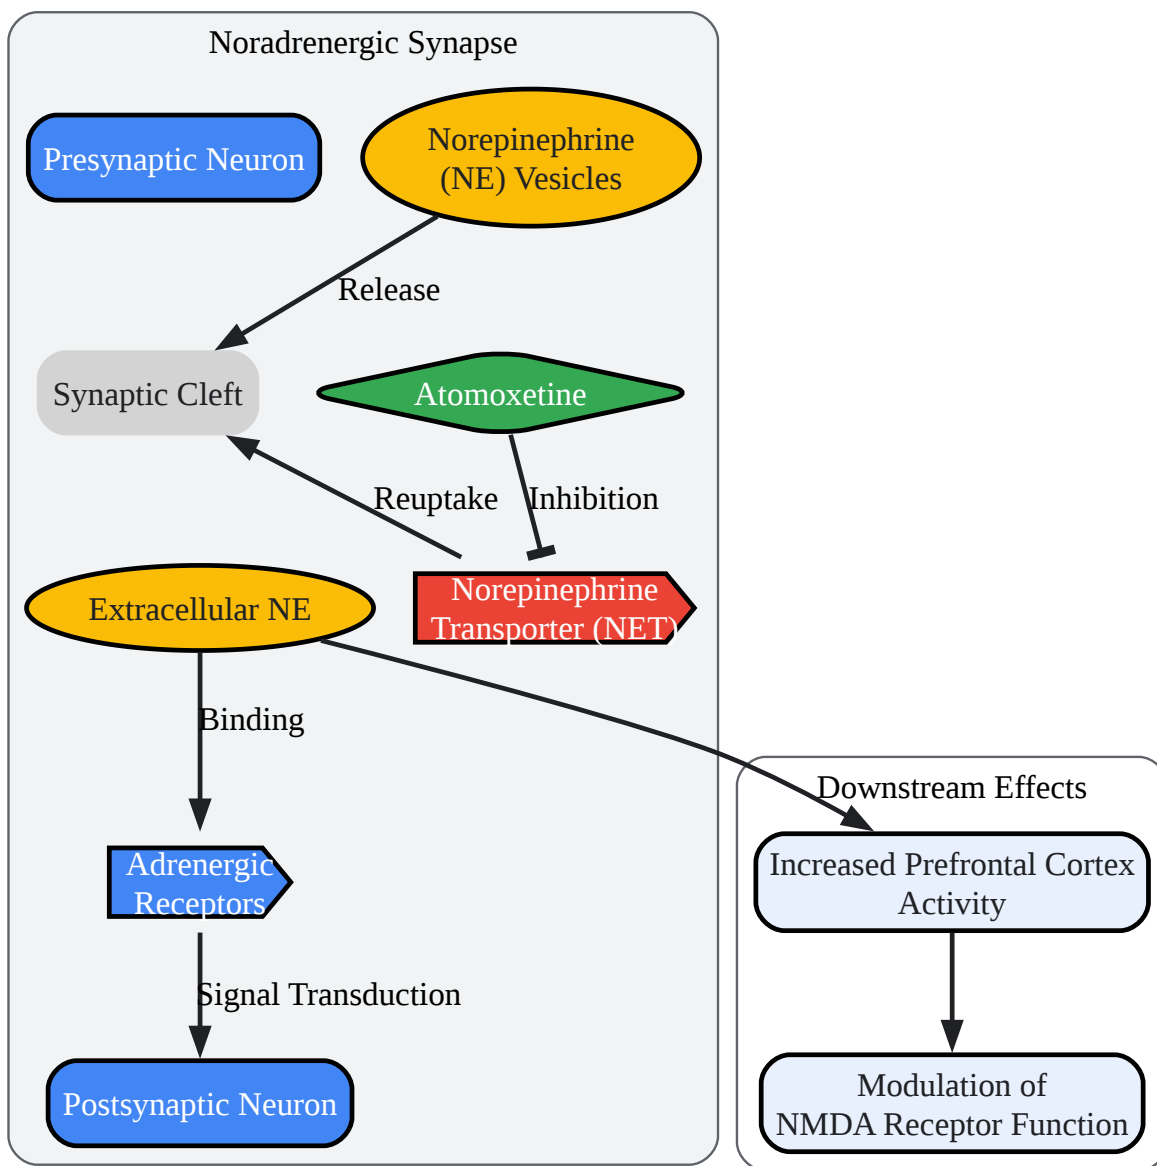 Noradrenergic Synapse
Presynaptic Neuron
Norepinephrine
(NE) Vesicles
Release
Synaptic Cleft
Atomoxetine
Reuptake
Inhibition
Extracellular NE
Norepinephrine
Transporter (NET)
Binding
Downstream Effects
Adrenergic
Receptors
Increased Prefrontal Cortex
Activity
Signal Transduction
Postsynaptic Neuron
Modulation of
NMDA Receptor Function